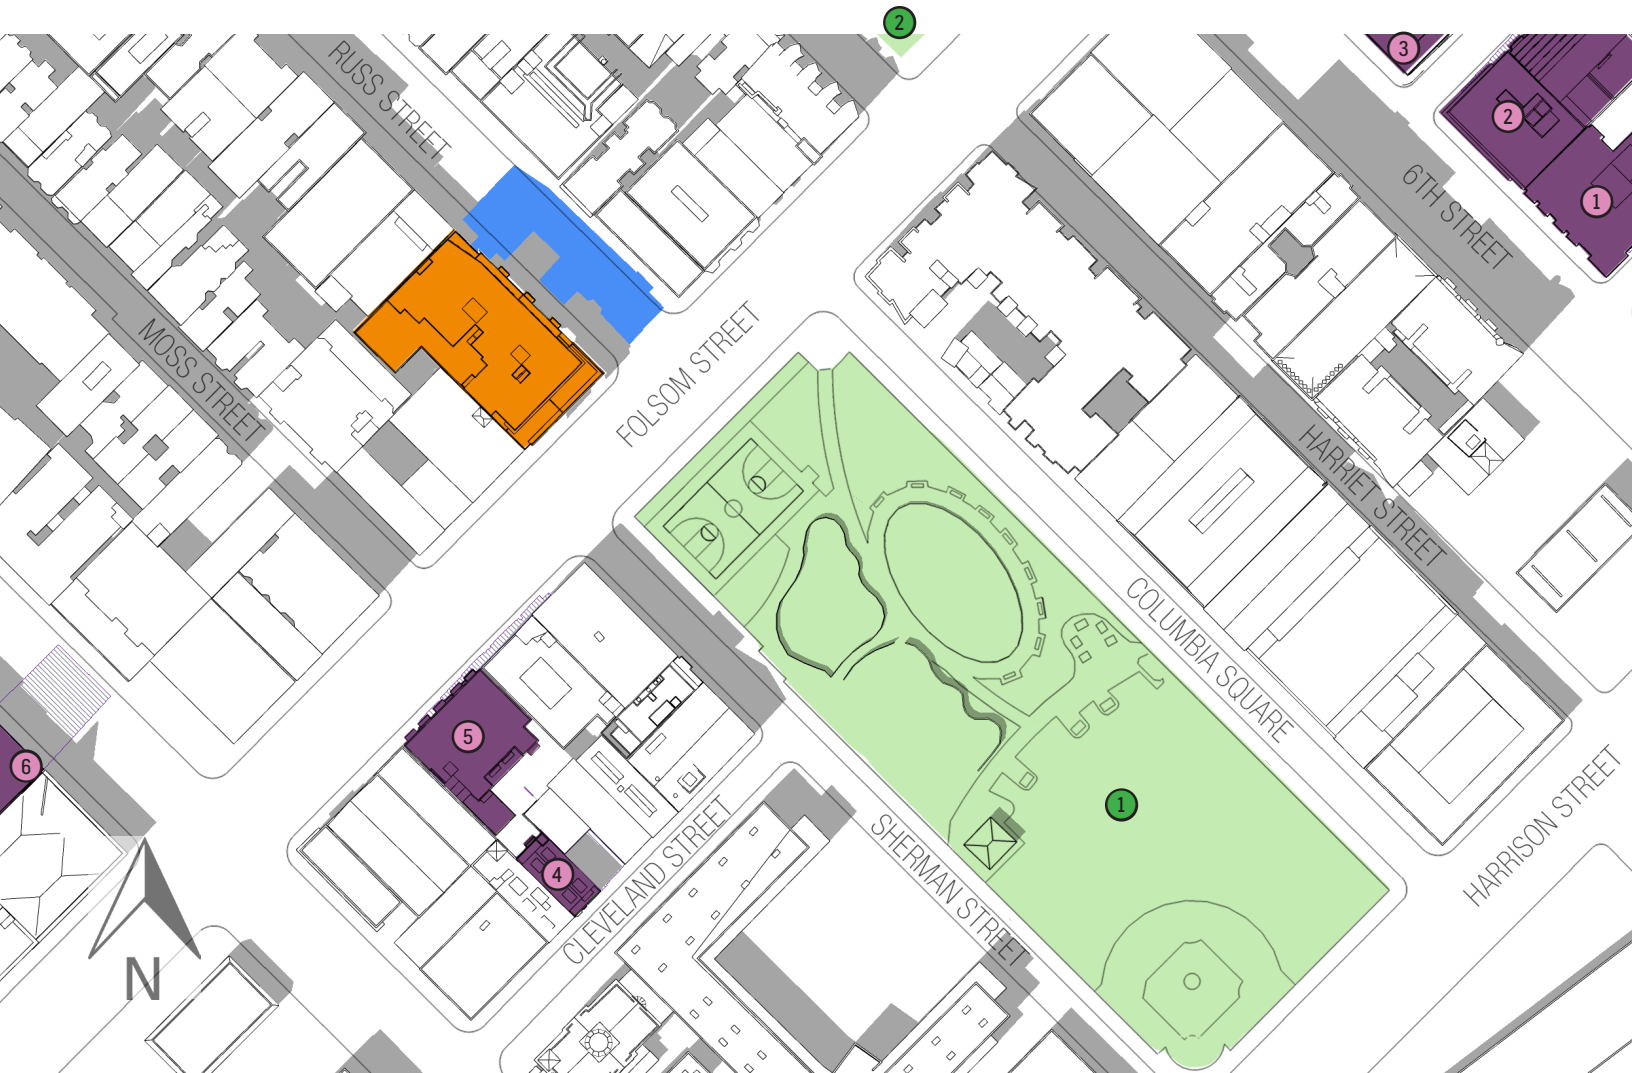 2
RUSS STREET
3
2
6TH STREET
1
MOSS STREET
FOLSOM STREET
HARRIET STREET
COLUMBIA SQUARE
5
6
1
HARRISON STREET
CLEVELAND STREET
SHERMAN STREET
4
N